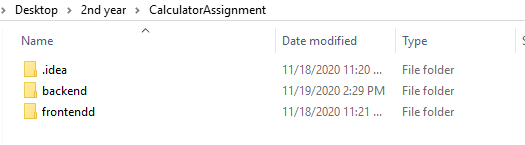 Desktop > 2nd year > CalculatorAssignment
Name Date modified Type
.idea 11/18/2020 11:20 ... File folder
backend 11/19/2020 2:29 PM File folder
frontendd 11/18/2020 11:21 ... File folder